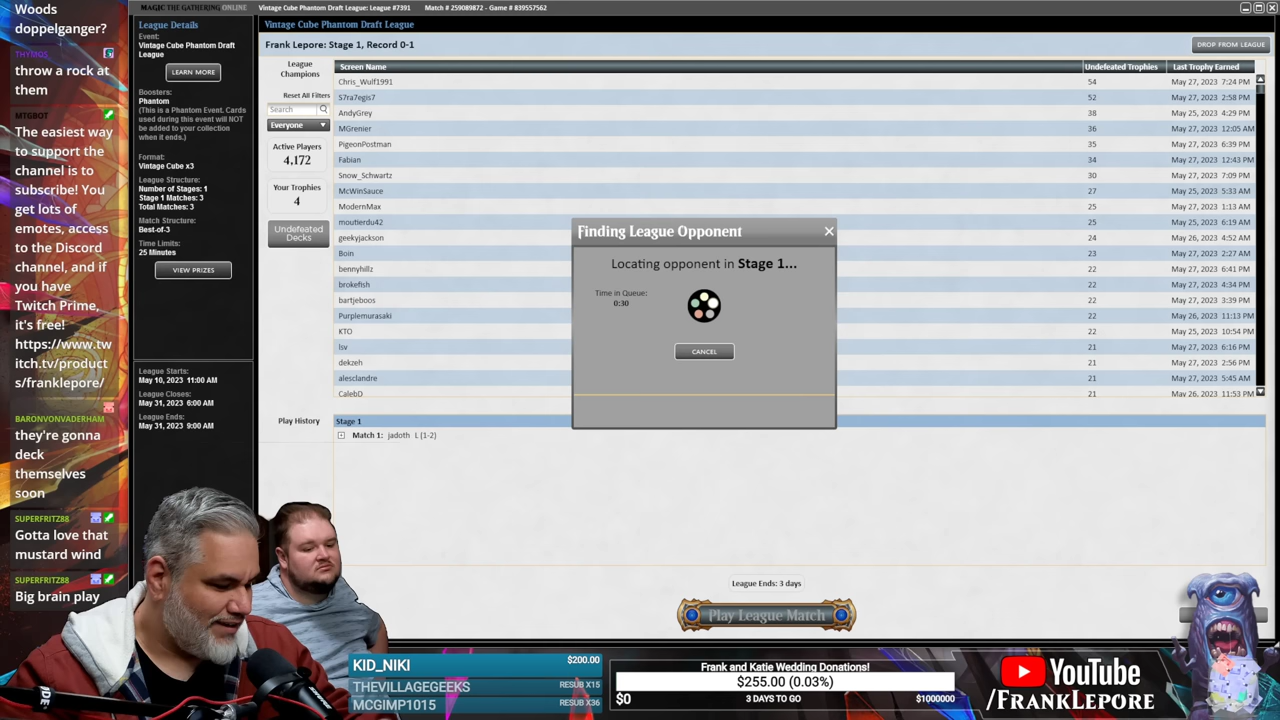 Woods
doppelganger?
THYMOS
throw a rock at
them
MTGBOT
The easiest way
to support the
channel is to
subscribe! You
get lots of
emotes, access
to the Discord
channel, and if
you have
Twitch Prime,
it's free!
https://www.tw
itch.tv/product
s/franklepore/
BARONVONVADERHAM
they're gonna
deck
themselves
soon
SUPERFRITZ88
Gotta love that
mustard wind
SUPERFRITZ88
Big brain play
MAGIC THE GATHERING ONLINE
Vintage Cube Phantom Draft League: League #7391 Match # 259089872 - Game # 839557562
League Details
Event:
Vintage Cube Phantom Draft
League
LEARN MORE
Boosters:
Phantom
(This is a Phantom Event. Cards
used during this event will NOT
be added to your collection
when it ends.)
Format:
Vintage Cube x3
League Structure:
Number of Stages: 1
Stage 1 Matches: 3
Total Matches: 3
Match Structure:
Best-of-3
Time Limits:
25 Minutes
VIEW PRIZES
League Starts:
May 10, 2023 11:00 AM
League Closes:
May 31, 2023 6:00 AM
League Ends:
May 31, 2023 9:00 AM
Vintage Cube Phantom Draft League
Frank Lepore: Stage 1, Record 0-1
DROP FROM LEAGUE
League
Champions
Reset All Filters
Search
Everyone
Active Players
4,172
Your Trophies
4
Undefeated
Decks
Screen Name Undefeated Trophies Last Trophy Earned
Chris_Wulf1991 54 May 27, 2023 7:24 PM
S7ra7egis7 52 May 27, 2023 2:58 PM
AndyGrey 38 May 25, 2023 4:29 PM
MGrenier 36 May 27, 2023 12:05 AM
PigeonPostman 35 May 27, 2023 6:39 PM
Fabian 34 May 27, 2023 12:43 PM
Snow_Schwartz 30 May 27, 2023 7:09 PM
McWinSauce 27 May 25, 2023 5:33 AM
ModernMax 25 May 27, 2023 1:13 AM
moutierdu42 25 May 25, 2023 6:19 AM
geekyjackson 24 May 26, 2023 4:52 AM
Boin 23 May 27, 2023 2:27 AM
bennyhillz 22 May 27, 2023 6:41 PM
brokefish 22 May 27, 2023 4:34 PM
bartjeboos 22 May 27, 2023 3:39 PM
Purplemurasaki 22 May 26, 2023 11:13 PM
KTO 22 May 25, 2023 10:54 PM
lsv 21 May 27, 2023 6:16 PM
dekzeh 21 May 27, 2023 2:56 PM
alesclandre 21 May 27, 2023 5:45 AM
CalebD 21 May 26, 2023 11:53 PM
Finding League Opponent
Locating opponent in Stage 1...
Time in Queue:
0:30
CANCEL
Play History
Stage 1
Match 1: jadoth L (1-2)
League Ends: 3 days
Play League Match
KID_NIKI $200.00
THEVILLAGEGEEKS RESUB X15
MCGIMP1015 RESUB X36
Frank and Katie Wedding Donations!
$255.00 (0.03%)
$0 3 DAYS TO GO $1000000
YouTube
/FRANKLEPORE